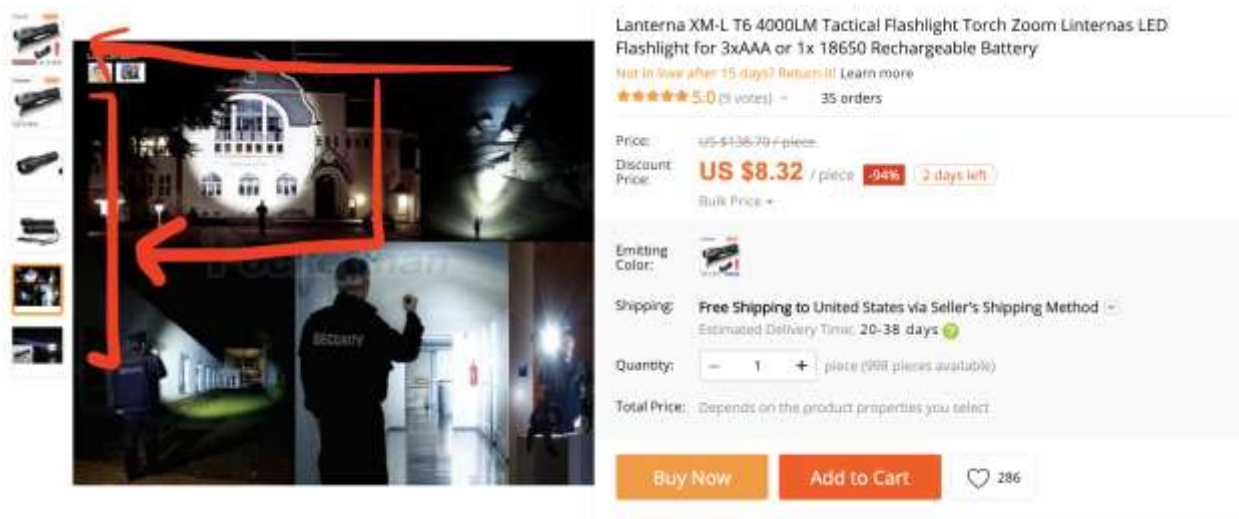 Lanterna XM-L T6 4000LM Tactical Flashlight Torch Zoom Linternas LED
Flashlight for 3xAAA or 1x 18650 Rechargeable Battery
Not in love after 15 days? Return it! Learn more
5.0 (9 votes) 35 orders
Price: US $138.70 / piece
Discount
Price: US $8.32 / piece -94% 2 days left
Bulk Price
Emitting
Color:
Shipping: Free Shipping to United States via Seller's Shipping Method
Estimated Delivery Time: 20-38 days
Quantity: - 1 + piece (998 pieces available)
Total Price: Depends on the product properties you select
Buy Now Add to Cart 286
SECURITY